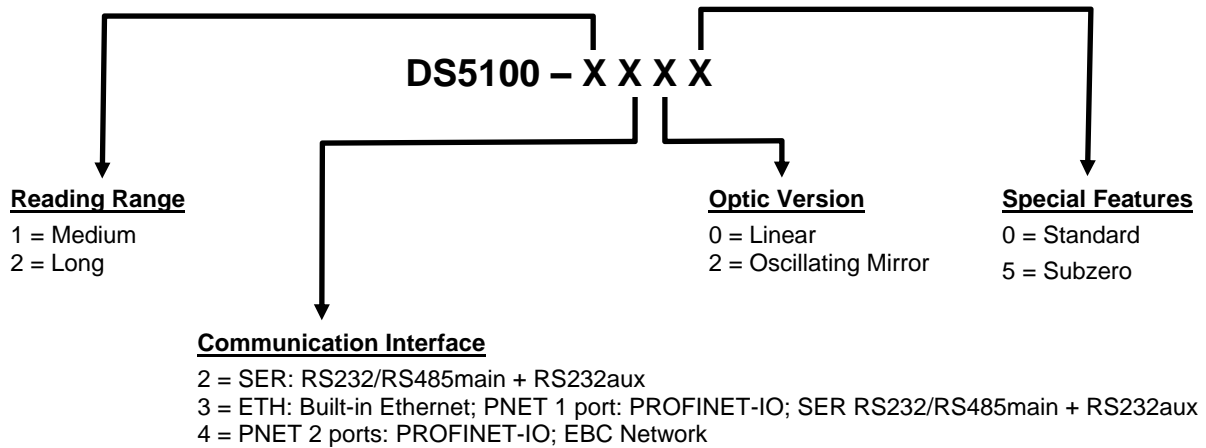 DS5100 – X X X X
Reading Range
1 = Medium
2 = Long
Optic Version
0 = Linear
2 = Oscillating Mirror
Special Features
0 = Standard
5 = Subzero
Communication Interface
2 = SER: RS232/RS485main + RS232aux
3 = ETH: Built-in Ethernet; PNET 1 port: PROFINET-IO; SER RS232/RS485main + RS232aux
4 = PNET 2 ports: PROFINET-IO; EBC Network